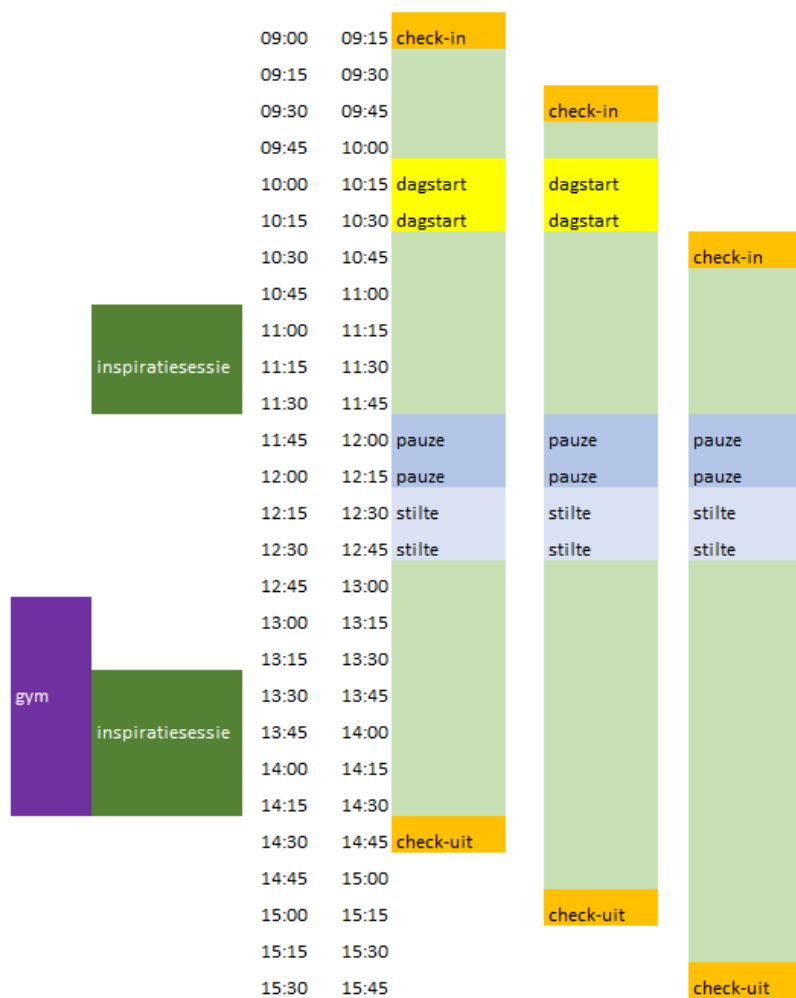 09:00 09:15 check-in
09:15 09:30
09:30 09:45 check-in
09:45 10:00
10:00 10:15 dagstart dagstart
10:15 10:30 dagstart dagstart
10:30 10:45 check-in
10:45 11:00
11:00 11:15
inspiratiesessie 11:15 11:30
11:30 11:45
11:45 12:00 pauze pauze pauze
12:00 12:15 pauze pauze pauze
12:15 12:30 stilte stilte stilte
12:30 12:45 stilte stilte stilte
12:45 13:00
13:00 13:15
13:15 13:30
gym 13:30 13:45
inspiratiesessie 13:45 14:00
14:00 14:15
14:15 14:30
14:30 14:45 check-uit
14:45 15:00
15:00 15:15 check-uit
15:15 15:30
15:30 15:45 check-uit